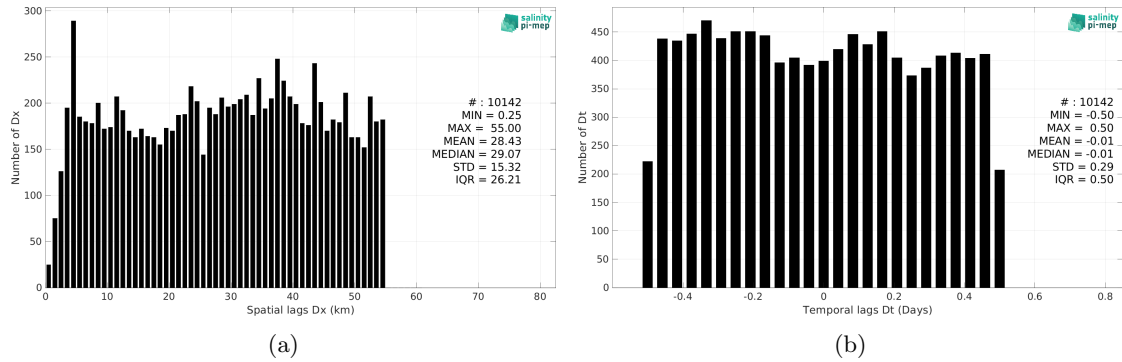 300
250
200
150
100
50
0
Number of Dx
0 10 20 30 40 50 60 70 80
Spatial lags Dx (km)
salinity
pi-mep
# : 10142
MIN = 0.25
MAX = 55.00
MEAN = 28.43
MEDIAN = 29.07
STD = 15.32
IQR = 26.21
(a)
450
400
350
300
250
200
150
100
50
0
Number of Dt
-0.4 -0.2 0 0.2 0.4 0.6 0.8
Temporal lags Dt (Days)
salinity
pi-mep
# : 10142
MIN = -0.50
MAX = 0.50
MEAN = -0.01
MEDIAN = -0.01
STD = 0.29
IQR = 0.50
(b)